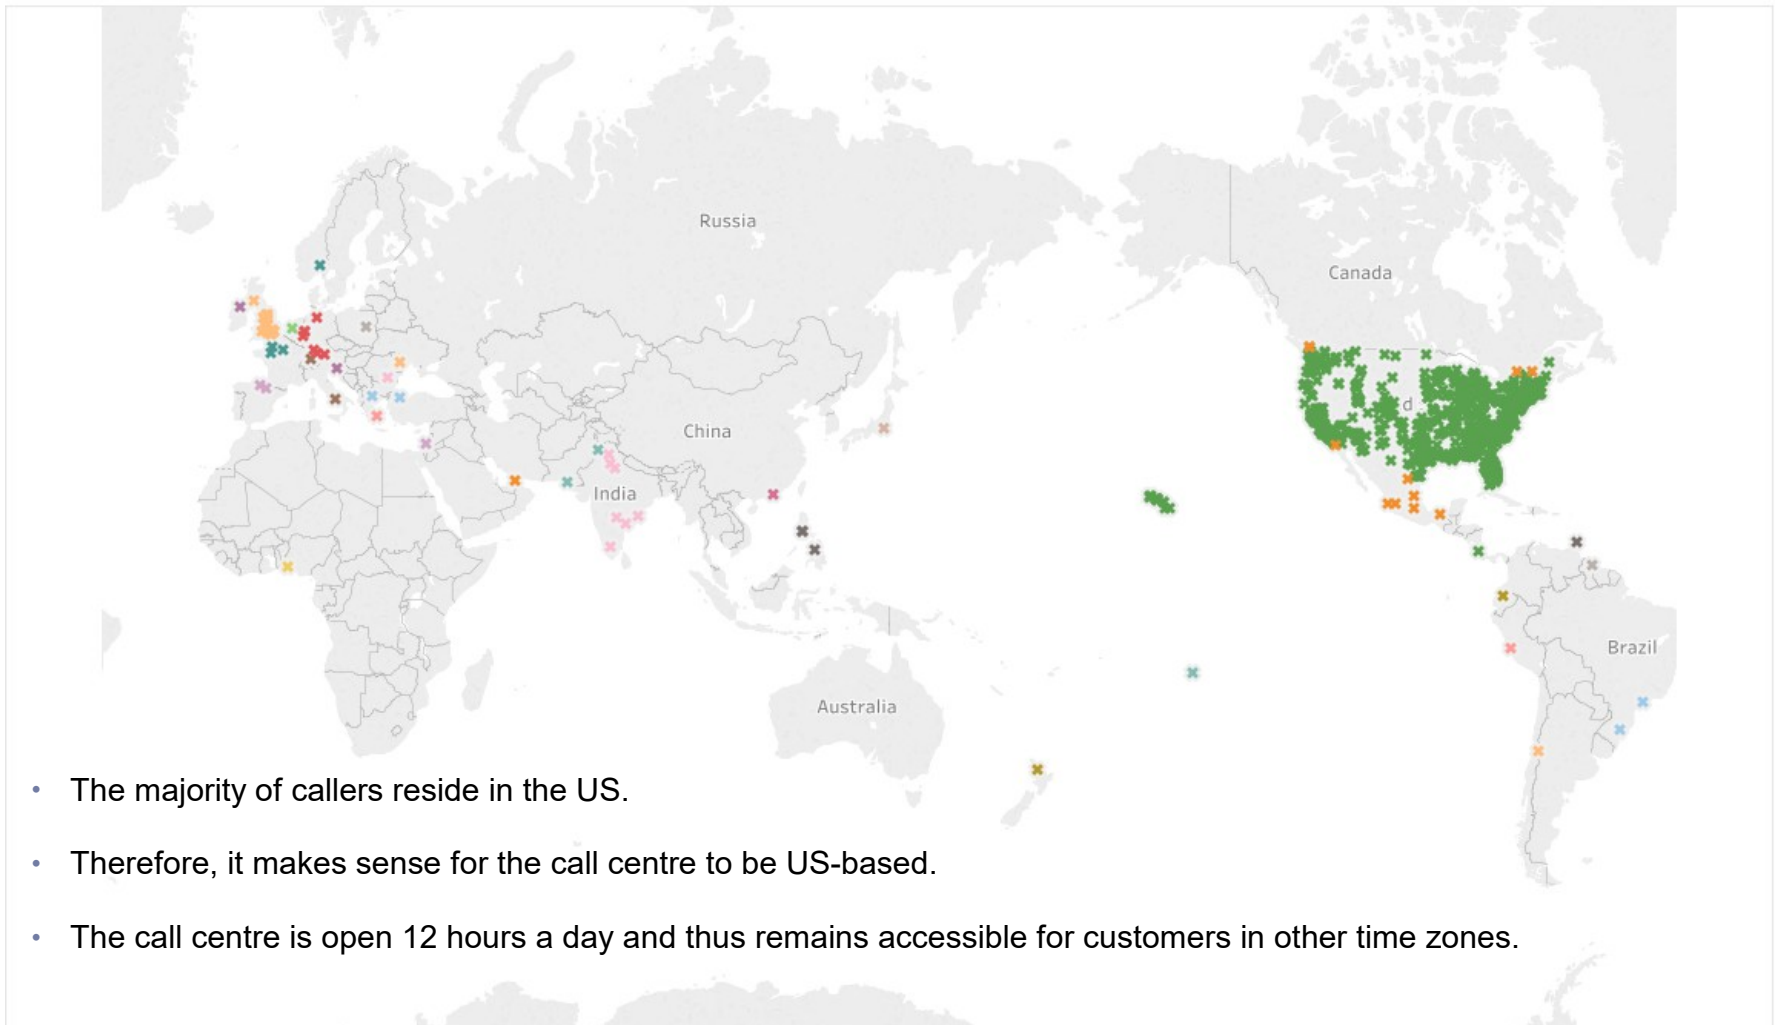 Russia
Canada
China
India
d
Brazil
Australia
• The majority of callers reside in the US.
• Therefore, it makes sense for the call centre to be US-based.
• The call centre is open 12 hours a day and thus remains accessible for customers in other time zones.